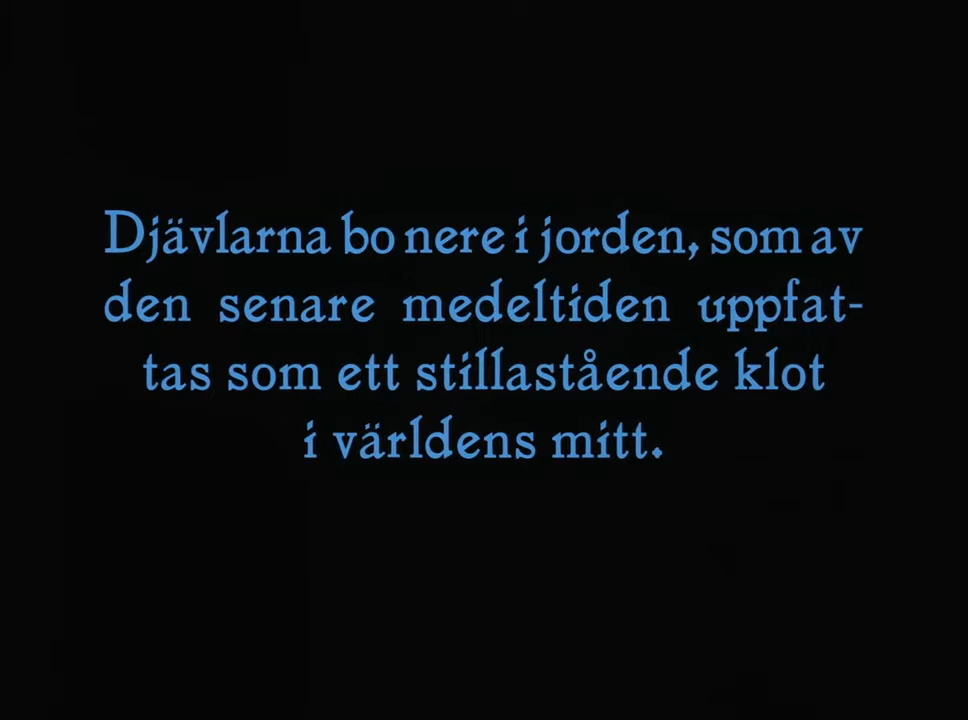 Djävlarna bo nere i jorden, som av
den senare medeltiden uppfat-
tas som ett stillastående klot
i världens mitt.